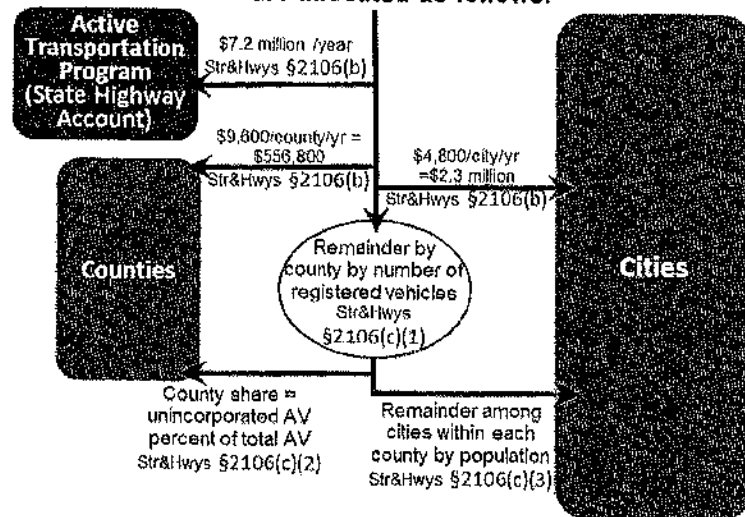 allocated as follows:
Active
Transportation
Program
(State Highway
Account)
$7.2 million /year
Str&Hwys §2106(b)
$9,600/county/yr =
$556,800
Str&Hwys §2106(b)
$4,800/city/yr
=$2.3 million
Str&Hwys §2106(b)
Counties
Remainder by
county by number of
registered vehicles
Str&Hwys
§2106(c)(1)
Cities
County share =
unincorporated AV
percent of total AV
Str&Hwys §2106(c)(2)
Remainder among
cities within each
county by population
Str&Hwys §2106(c)(3)